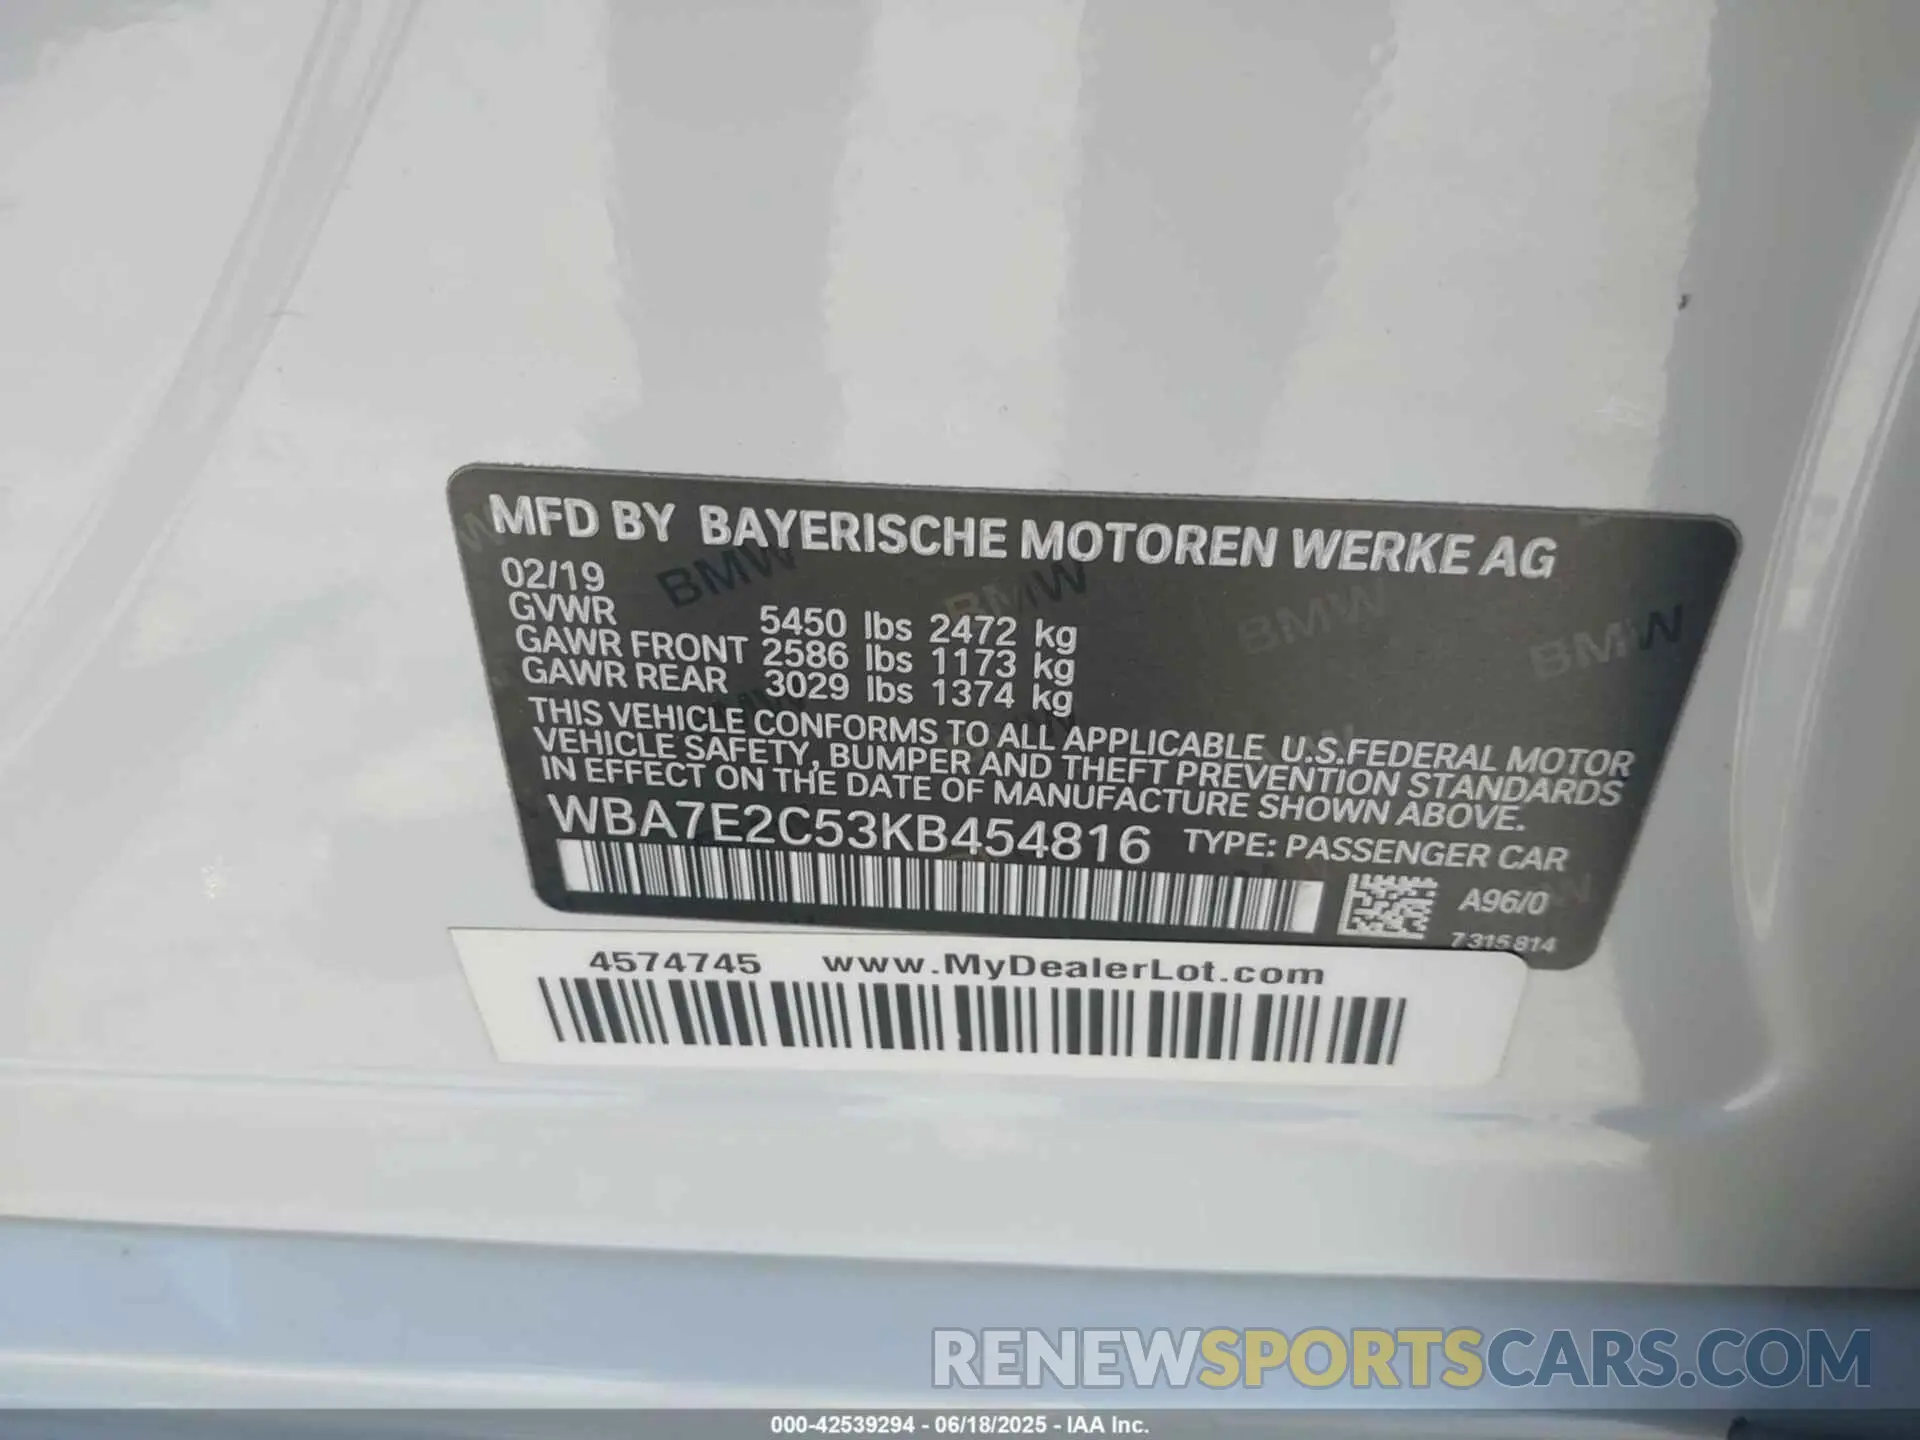 MFD BY BAYERISCHE MOTOREN WERKE AG
02/19
GVWR 5450 lbs 2472 kg
GAWR FRONT 2586 lbs 1173 kg
GAWR REAR 3029 lbs 1374 kg
THIS VEHICLE CONFORMS TO ALL APPLICABLE U.S.FEDERAL MOTOR
VEHICLE SAFETY, BUMPER AND THEFT PREVENTION STANDARDS
IN EFFECT ON THE DATE OF MANUFACTURE SHOWN ABOVE.
WBA7E2C53KB454816 TYPE: PASSENGER CAR
A96/0
7 315 814
4574745 www.MyDealerLot.com
RENEWSPORTSCARS.COM
000-42539294 - 06/18/2025 - IAA Inc.